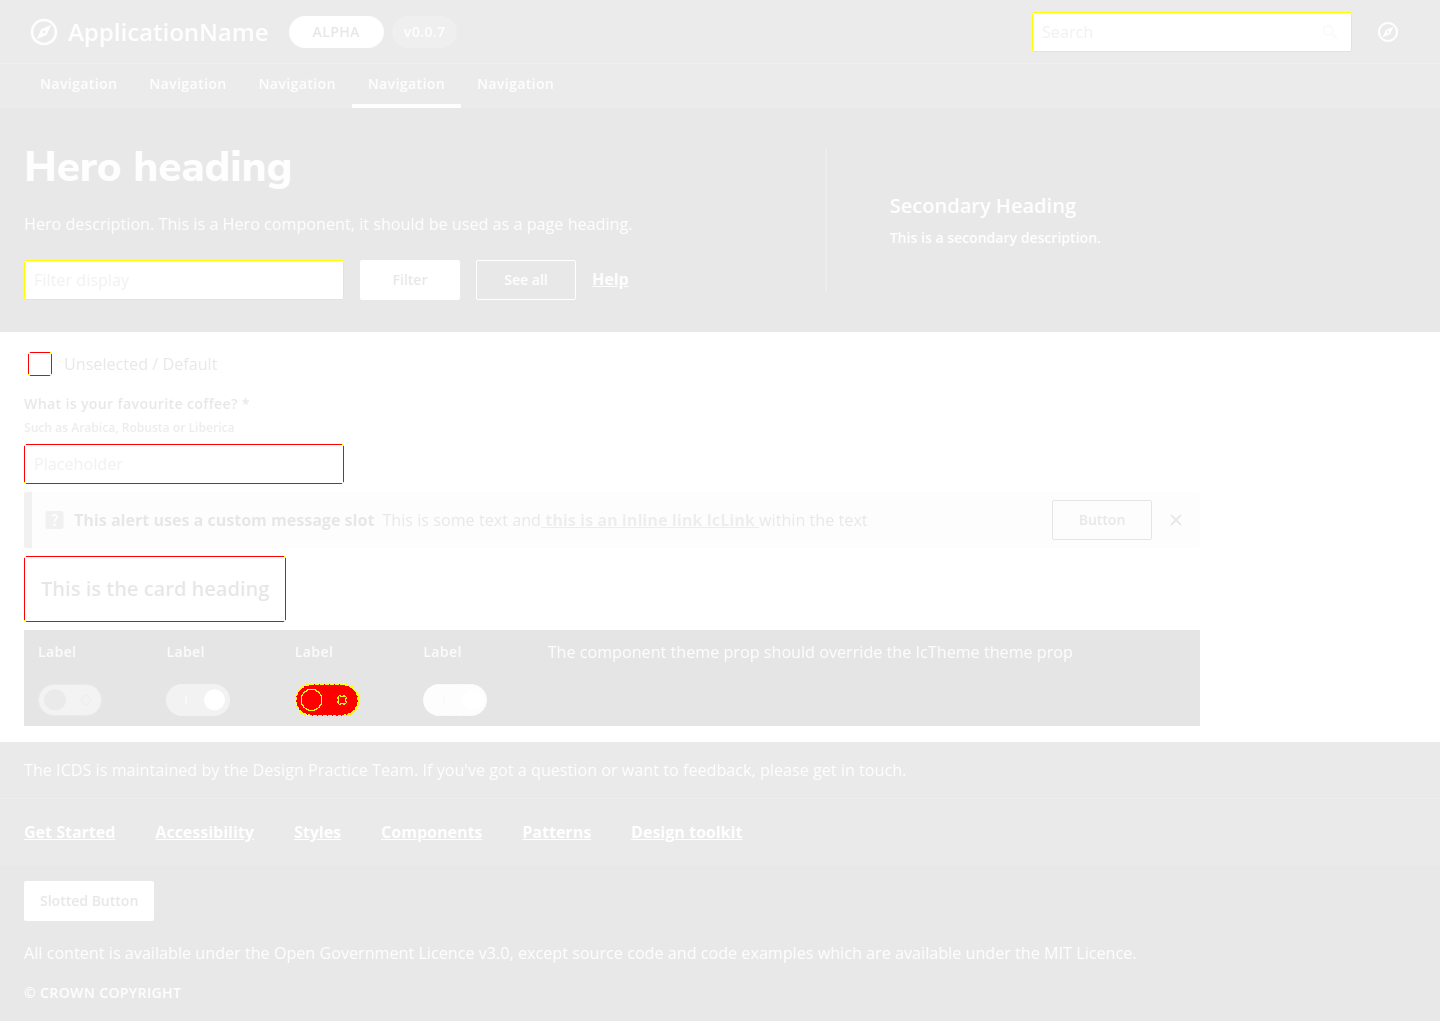 ApplicationName ALPHA v0.0.7 Search
Navigation Navigation Navigation Navigation Navigation
Hero heading
Hero description. This is a Hero component, it should be used as a page heading.
Filter display Filter See all Help
Secondary Heading
This is a secondary description.
Unselected / Default
What is your favourite coffee? *
Such as Arabica, Robusta or Liberica
Placeholder
This alert uses a custom message slot This is some text and this is an inline link IcLink within the text Button
This is the card heading
Label Label Label Label The component theme prop should override the IcTheme theme prop
The ICDS is maintained by the Design Practice Team. If you've got a question or want to feedback, please get in touch.
Get Started Accessibility Styles Components Patterns Design toolkit
Slotted Button
All content is available under the Open Government Licence v3.0, except source code and code examples which are available under the MIT Licence.
© CROWN COPYRIGHT